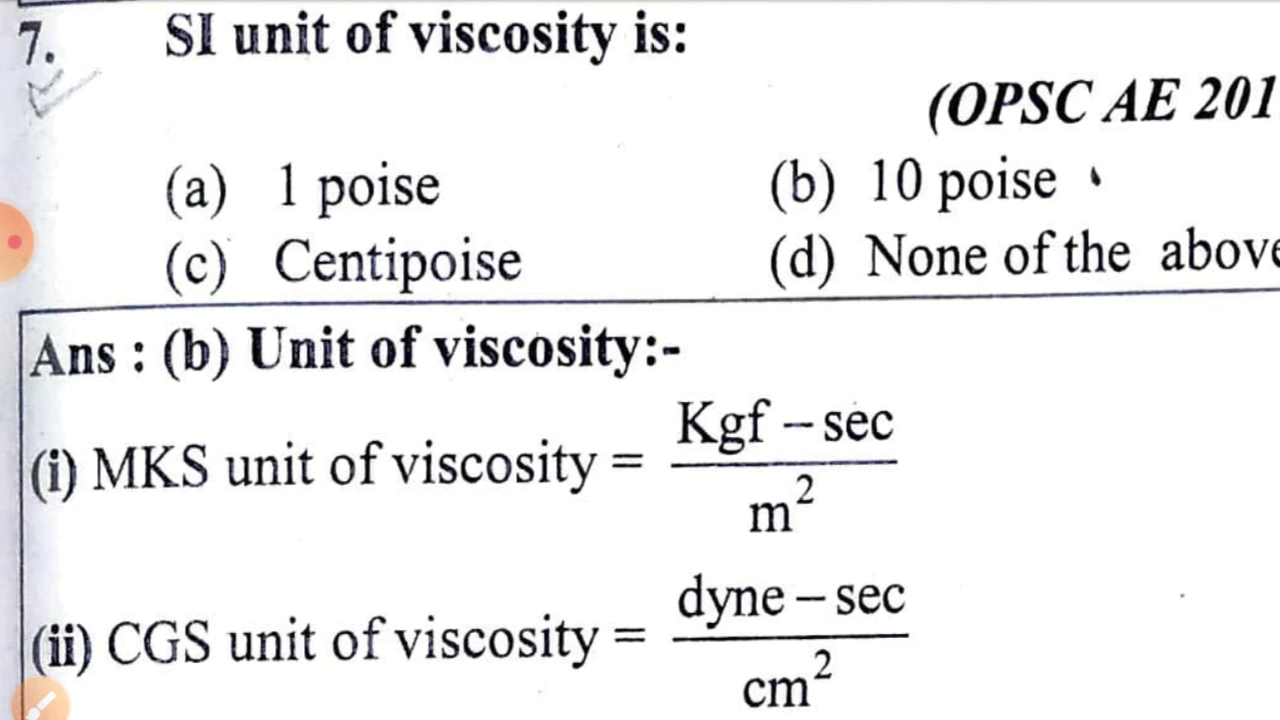 7. SI unit of viscosity is:
(OPSC AE 201
(a) 1 poise (b) 10 poise
(c) Centipoise (d) None of the above
Ans : (b) Unit of viscosity:-
(i) MKS unit of viscosity = Kgf – sec / m²
(ii) CGS unit of viscosity = dyne – sec / cm²